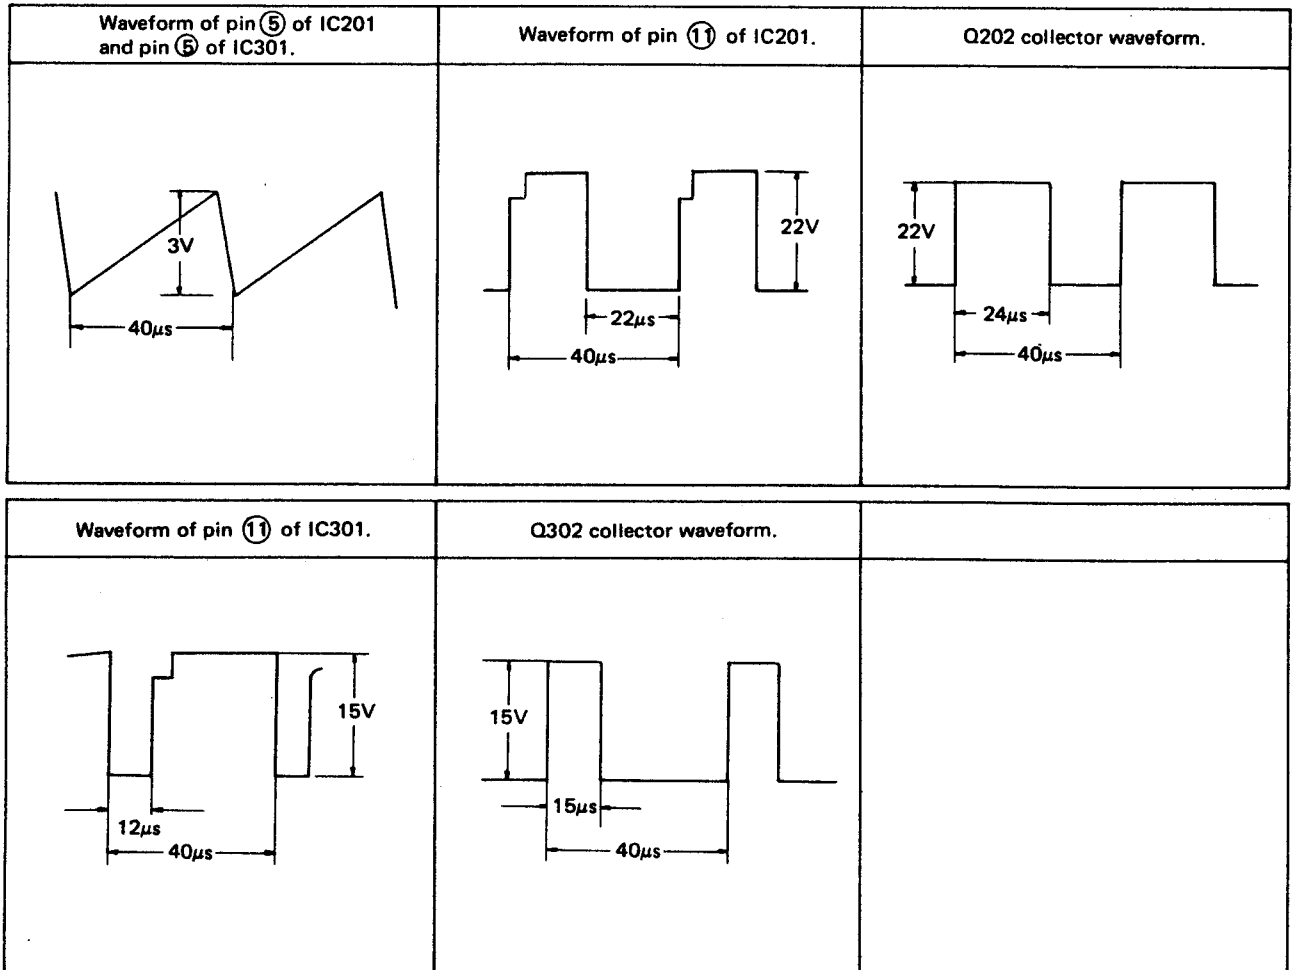 Waveform of pin ⑤ of IC201
and pin ⑤ of IC301.
Waveform of pin ⑪ of IC201.
Q202 collector waveform.
3V
40μs
22V
22μs
40μs
22V
24μs
40μs
Waveform of pin ⑪ of IC301.
Q302 collector waveform.
15V
12μs
40μs
15V
15μs
40μs